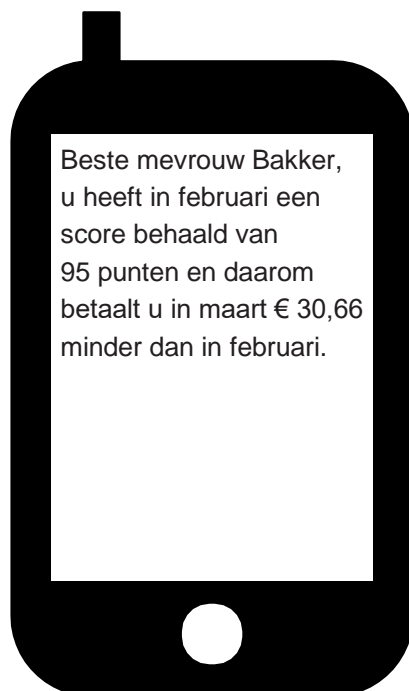 Beste mevrouw Bakker,
u heeft in februari een
score behaald van
95 punten en daarom
betaalt u in maart € 30,66
minder dan in februari.